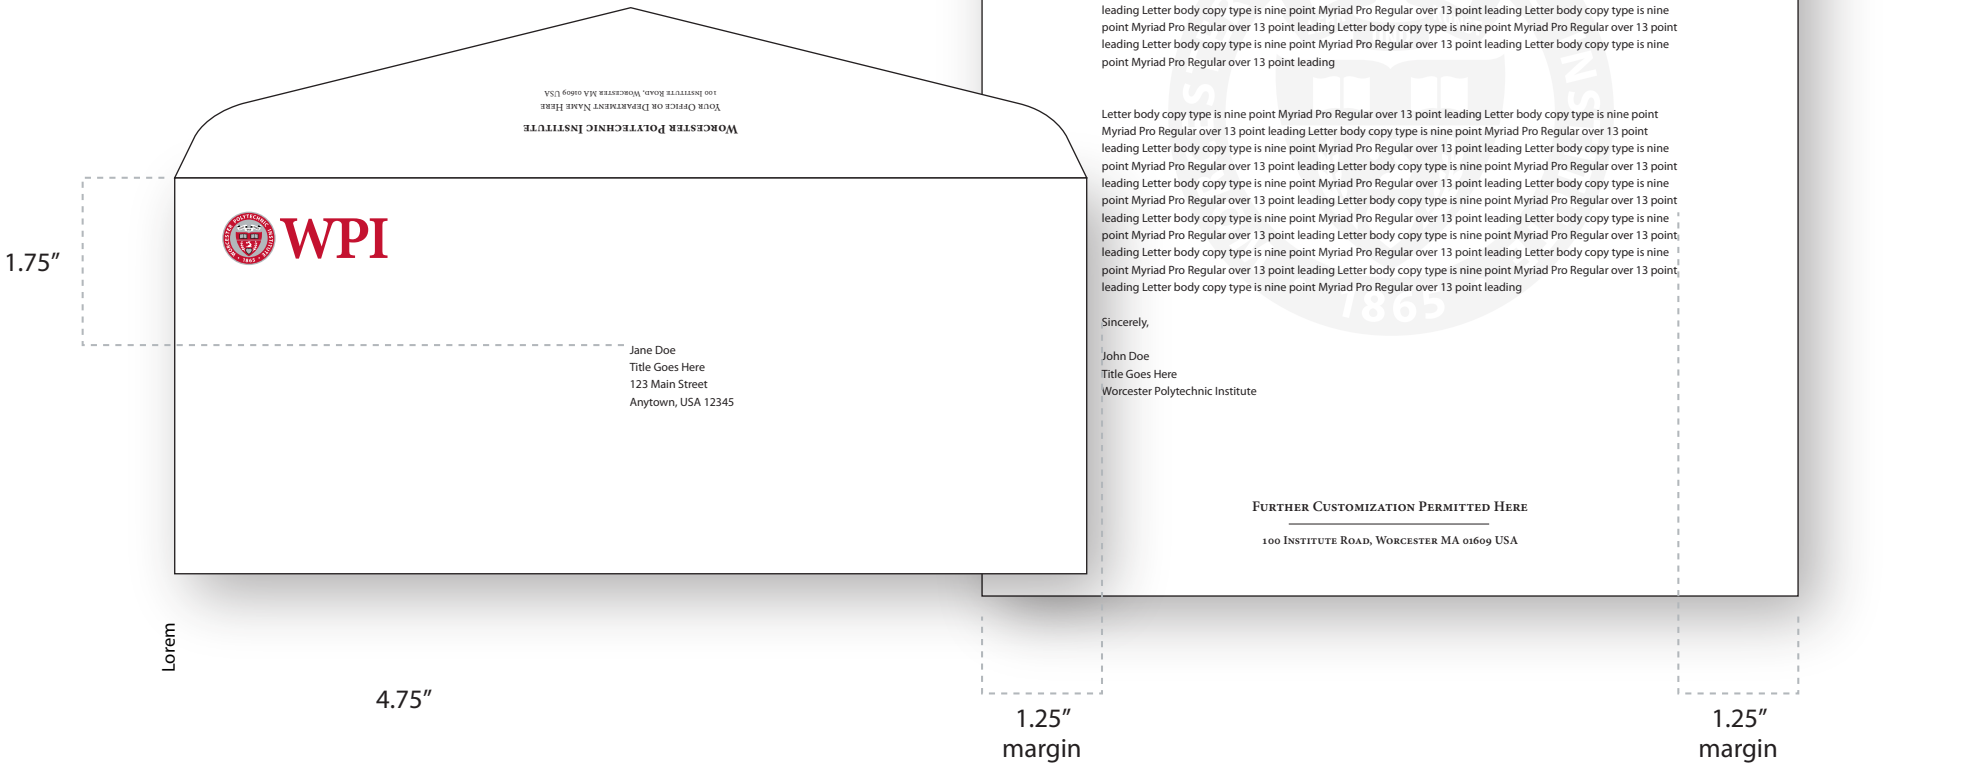 100 Institute Road, Worcester MA 01609 USA
Your Office or Department Name Here
Worcester Polytechnic Institute
WORCESTER POLYTECHNIC INSTITUTE
1865
WPI
1.75”
Jane Doe
Title Goes Here
123 Main Street
Anytown, USA 12345
Lorem
4.75”
leading Letter body copy type is nine point Myriad Pro Regular over 13 point leading Letter body copy type is nine
point Myriad Pro Regular over 13 point leading Letter body copy type is nine point Myriad Pro Regular over 13 point
leading Letter body copy type is nine point Myriad Pro Regular over 13 point leading Letter body copy type is nine
point Myriad Pro Regular over 13 point leading
Letter body copy type is nine point Myriad Pro Regular over 13 point leading Letter body copy type is nine point
Myriad Pro Regular over 13 point leading Letter body copy type is nine point Myriad Pro Regular over 13 point
leading Letter body copy type is nine point Myriad Pro Regular over 13 point leading Letter body copy type is nine
point Myriad Pro Regular over 13 point leading Letter body copy type is nine point Myriad Pro Regular over 13 point
leading Letter body copy type is nine point Myriad Pro Regular over 13 point leading Letter body copy type is nine
point Myriad Pro Regular over 13 point leading Letter body copy type is nine point Myriad Pro Regular over 13 point
leading Letter body copy type is nine point Myriad Pro Regular over 13 point leading Letter body copy type is nine
point Myriad Pro Regular over 13 point leading Letter body copy type is nine point Myriad Pro Regular over 13 point
leading Letter body copy type is nine point Myriad Pro Regular over 13 point leading Letter body copy type is nine
point Myriad Pro Regular over 13 point leading Letter body copy type is nine point Myriad Pro Regular over 13 point
leading Letter body copy type is nine point Myriad Pro Regular over 13 point leading
1865
Sincerely,
John Doe
Title Goes Here
Worcester Polytechnic Institute
Further Customization Permitted Here
100 Institute Road, Worcester MA 01609 USA
1.25”
margin
1.25”
margin